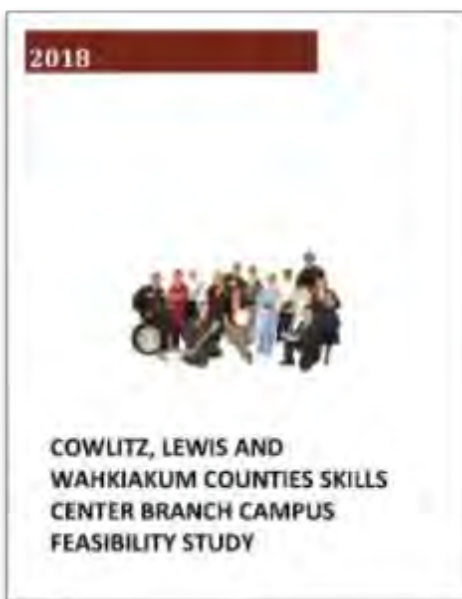 2018
COWLITZ, LEWIS AND
WAHKIAKUM COUNTIES SKILLS
CENTER BRANCH CAMPUS
FEASIBILITY STUDY